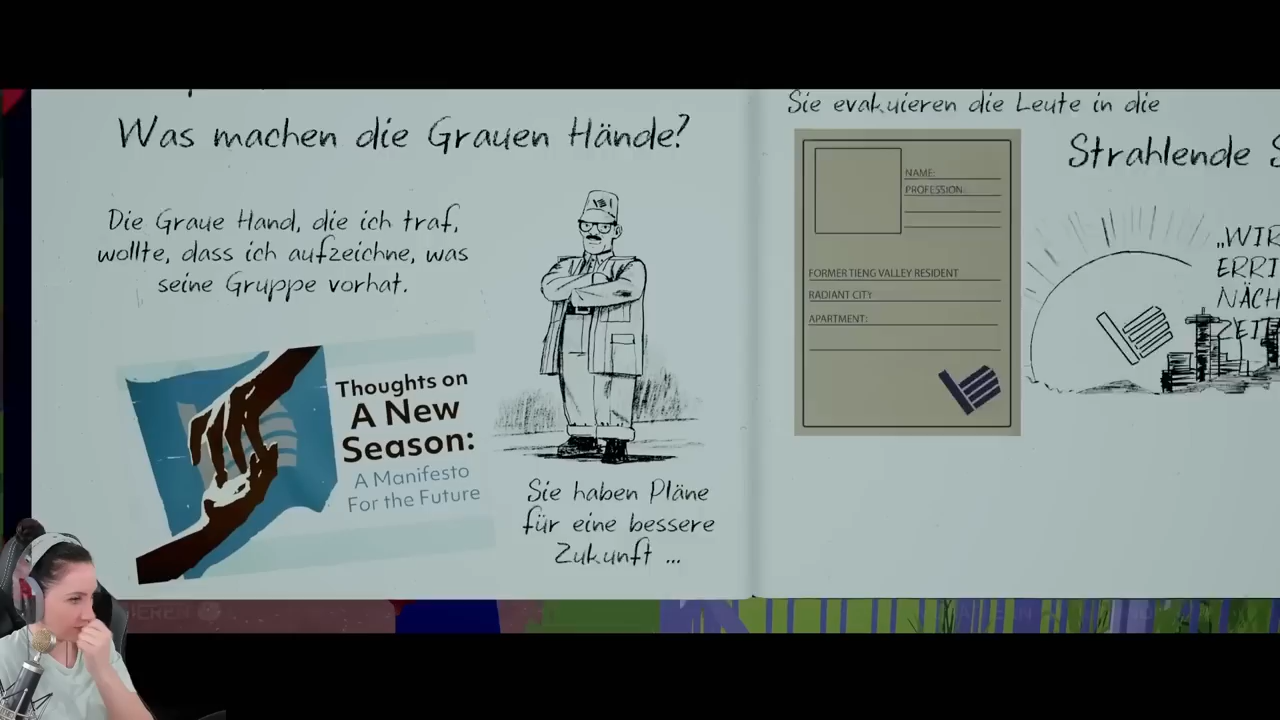 Was machen die Grauen Hände?
Die Graue Hand, die ich traf,
wollte, dass ich aufzeichne, was
seine Gruppe vorhat.
Thoughts on
A New
Season:
A Manifesto
For the Future
Sie haben Pläne
für eine bessere
Zukunft ...
Sie evakuieren die Leute in die
Strahlende S
NAME:
PROFESSION:
FORMER TIENG VALLEY RESIDENT
RADIANT CITY
APARTMENT:
„WIR
ERRI
NÄCH
ZEIT